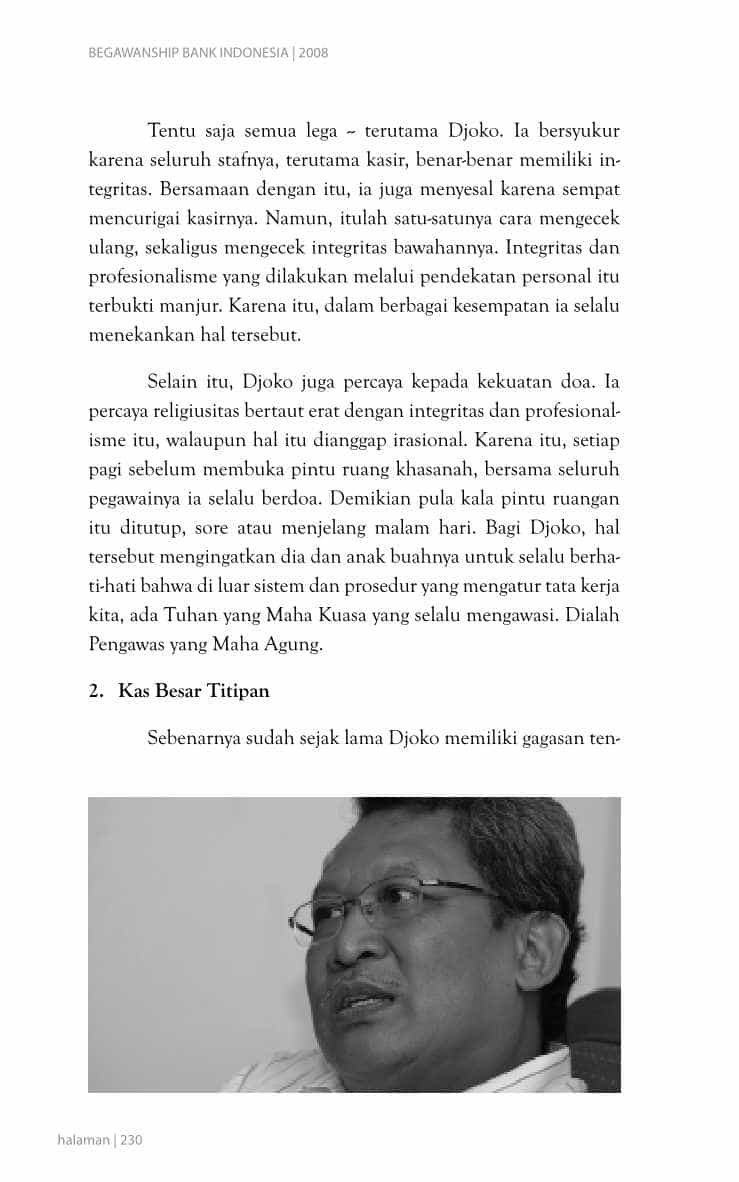 BEGAWANSHIP BANK INDONESIA | 2008
Tentu saja semua lega – terutama Djoko. Ia bersyukur
karena seluruh stafnya, terutama kasir, benar-benar memiliki in-
tegritas. Bersamaan dengan itu, ia juga menyesal karena sempat
mencurigai kasirnya. Namun, itulah satu-satunya cara mengecek
ulang, sekaligus mengecek integritas bawahannya. Integritas dan
profesionalisme yang dilakukan melalui pendekatan personal itu
terbukti manjur. Karena itu, dalam berbagai kesempatan ia selalu
menekankan hal tersebut.
Selain itu, Djoko juga percaya kepada kekuatan doa. Ia
percaya religiusitas bertaut erat dengan integritas dan profesional-
isme itu, walaupun hal itu dianggap irasional. Karena itu, setiap
pagi sebelum membuka pintu ruang khasanah, bersama seluruh
pegawainya ia selalu berdoa. Demikian pula kala pintu ruangan
itu ditutup, sore atau menjelang malam hari. Bagi Djoko, hal
tersebut mengingatkan dia dan anak buahnya untuk selalu berha-
ti-hati bahwa di luar sistem dan prosedur yang mengatur tata kerja
kita, ada Tuhan yang Maha Kuasa yang selalu mengawasi. Dialah
Pengawas yang Maha Agung.
2. Kas Besar Titipan
Sebenarnya sudah sejak lama Djoko memiliki gagasan ten-
halaman | 230